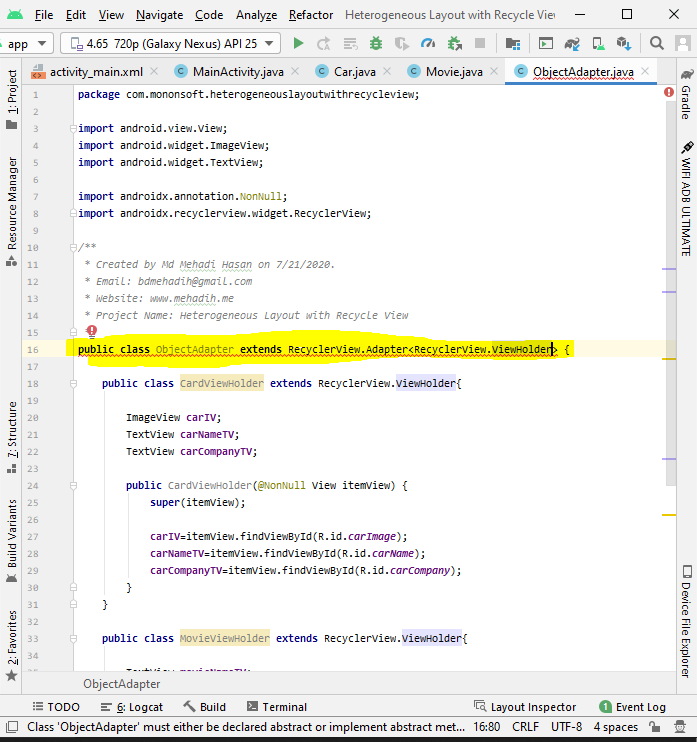 File Edit View Navigate Code Analyze Refactor Heterogeneous Layout with Recycle Viev
app 4.65 720p (Galaxy Nexus) API 25
activity_main.xml MainActivity.java Car.java Movie.java ObjectAdapter.java
1: Project
Resource Manager
7: Structure
Build Variants
2: Favorites
1 package com.mononsoft.heterogeneouslayoutwithrecycleview;
2
3 import android.view.View;
4 import android.widget.ImageView;
5 import android.widget.TextView;
6
7 import androidx.annotation.NonNull;
8 import androidx.recyclerview.widget.RecyclerView;
9
10 /**
11 * Created by Md Mehadi Hasan on 7/21/2020.
12 * Email: bdmehadih@gmail.com
13 * Website: www.mehadih.me
14 * Project Name: Heterogeneous Layout with Recycle View
15
16 public class ObjectAdapter extends RecyclerView.Adapter<RecyclerView.ViewHolder> {
17
18 public class CardViewHolder extends RecyclerView.ViewHolder{
19
20 ImageView carIV;
21 TextView carNameTV;
22 TextView carCompanyTV;
23
24 public CardViewHolder(@NonNull View itemView) {
25 super(itemView);
26
27 carIV=itemView.findViewById(R.id.carImage);
28 carNameTV=itemView.findViewById(R.id.carName);
29 carCompanyTV=itemView.findViewById(R.id.carCompany);
30 }
31 }
32
33 public class MovieViewHolder extends RecyclerView.ViewHolder{
34
Gradle
WIFI ADB ULTIMATE
Device File Explorer
ObjectAdapter
TODO 6: Logcat Build Terminal Layout Inspector 1 Event Log
Class 'ObjectAdapter' must either be declared abstract or implement abstract met... 16:80 CRLF UTF-8 4 spaces